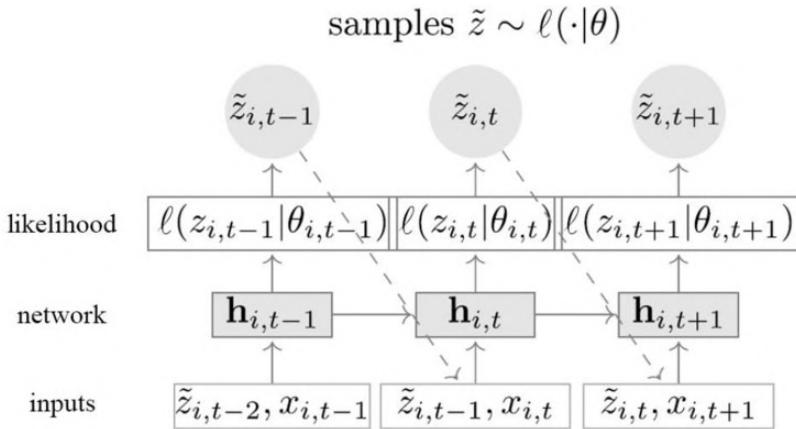 samples z̃ ∼ ℓ(·|θ)
z̃_{i,t−1} z̃_{i,t} z̃_{i,t+1}
likelihood ℓ(z_{i,t−1}|θ_{i,t−1}) ℓ(z_{i,t}|θ_{i,t}) ℓ(z_{i,t+1}|θ_{i,t+1})
network h_{i,t−1} h_{i,t} h_{i,t+1}
inputs z̃_{i,t−2}, x_{i,t−1} z̃_{i,t−1}, x_{i,t} z̃_{i,t}, x_{i,t+1}